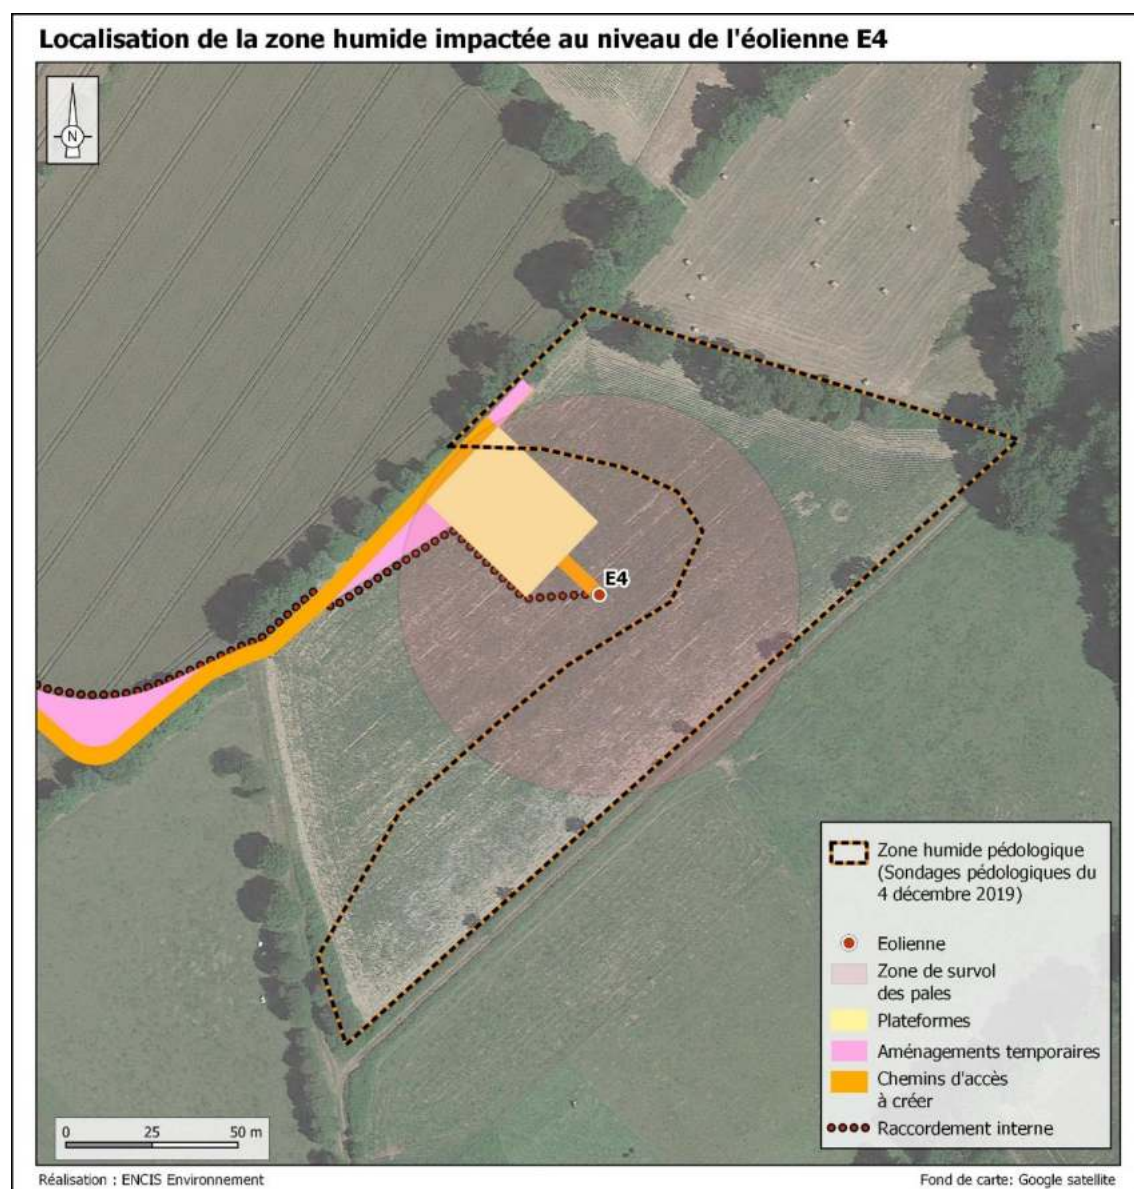 Localisation de la zone humide impactée au niveau de l'éolienne E4
N
E4
Zone humide pédologique
(Sondages pédologiques du
4 décembre 2019)
Eolienne
Zone de survol
des pales
Plateformes
Aménagements temporaires
Chemins d'accès
à créer
Raccordement interne
0 25 50 m
Réalisation : ENCIS Environnement
Fond de carte: Google satellite